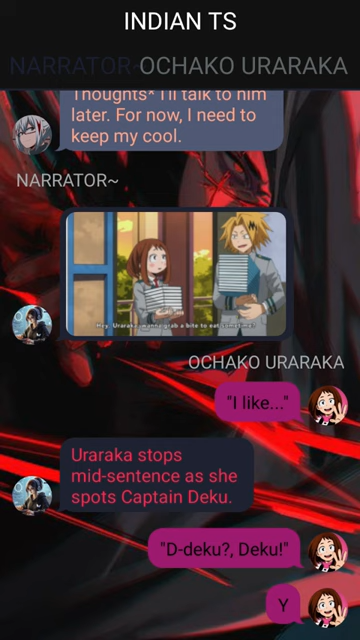 INDIAN TS
NARRATOR~
OCHAKO URARAKA
Thoughts* I'll talk to him
later. For now, I need to
keep my cool.
NARRATOR~
Hey, Uraraka wanna grab a bite to eat sometime?
OCHAKO URARAKA
"I like..."
Uraraka stops
mid-sentence as she
spots Captain Deku.
"D-deku?, Deku!"
Y